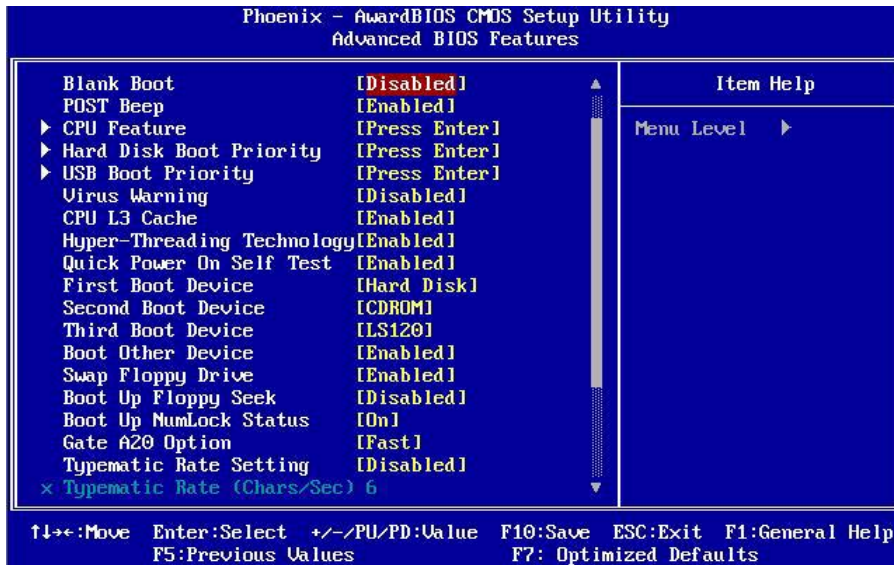 Phoenix - AwardBIOS CMOS Setup Utility
Advanced BIOS Features
Blank Boot [Disabled]
POST Beep [Enabled]
CPU Feature [Press Enter]
Hard Disk Boot Priority [Press Enter]
USB Boot Priority [Press Enter]
Virus Warning [Disabled]
CPU L3 Cache [Enabled]
Hyper-Threading Technology[Enabled]
Quick Power On Self Test [Enabled]
First Boot Device [Hard Disk]
Second Boot Device [CDROM]
Third Boot Device [LS120]
Boot Other Device [Enabled]
Swap Floppy Drive [Enabled]
Boot Up Floppy Seek [Disabled]
Boot Up NumLock Status [On]
Gate A20 Option [Fast]
Typematic Rate Setting [Disabled]
x Typematic Rate (Chars/Sec) 6
Item Help
Menu Level
↑↓→←:Move Enter:Select +/-/PU/PD:Value F10:Save ESC:Exit F1:General Help
F5:Previous Values F7: Optimized Defaults